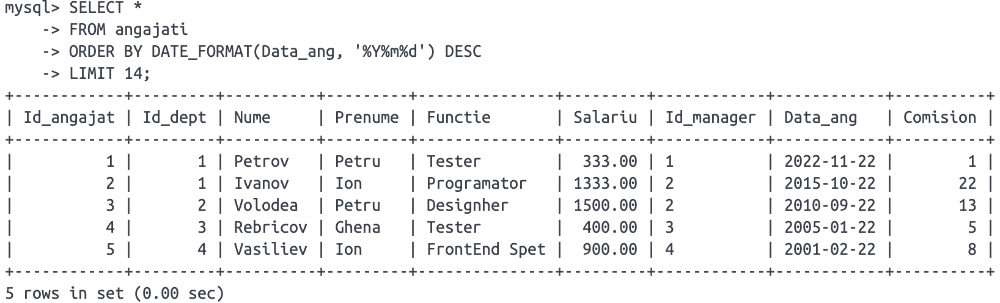 mysql> SELECT *
    -> FROM angajati
    -> ORDER BY DATE_FORMAT(Data_ang, '%Y%m%d') DESC
    -> LIMIT 14;
+------------+---------+----------+---------+---------------+---------+------------+------------+----------+
| Id_angajat | Id_dept | Nume     | Prenume | Functie       | Salariu | Id_manager | Data_ang   | Comision |
+------------+---------+----------+---------+---------------+---------+------------+------------+----------+
|          1 |       1 | Petrov   | Petru   | Tester        |  333.00 | 1          | 2022-11-22 |        1 |
|          2 |       1 | Ivanov   | Ion     | Programator   | 1333.00 | 2          | 2015-10-22 |       22 |
|          3 |       2 | Volodea  | Petru   | Designher     | 1500.00 | 2          | 2010-09-22 |       13 |
|          4 |       3 | Rebricov | Ghena   | Tester        |  400.00 | 3          | 2005-01-22 |        5 |
|          5 |       4 | Vasiliev | Ion     | FrontEnd Spet |  900.00 | 4          | 2001-02-22 |        8 |
+------------+---------+----------+---------+---------------+---------+------------+------------+----------+
5 rows in set (0.00 sec)